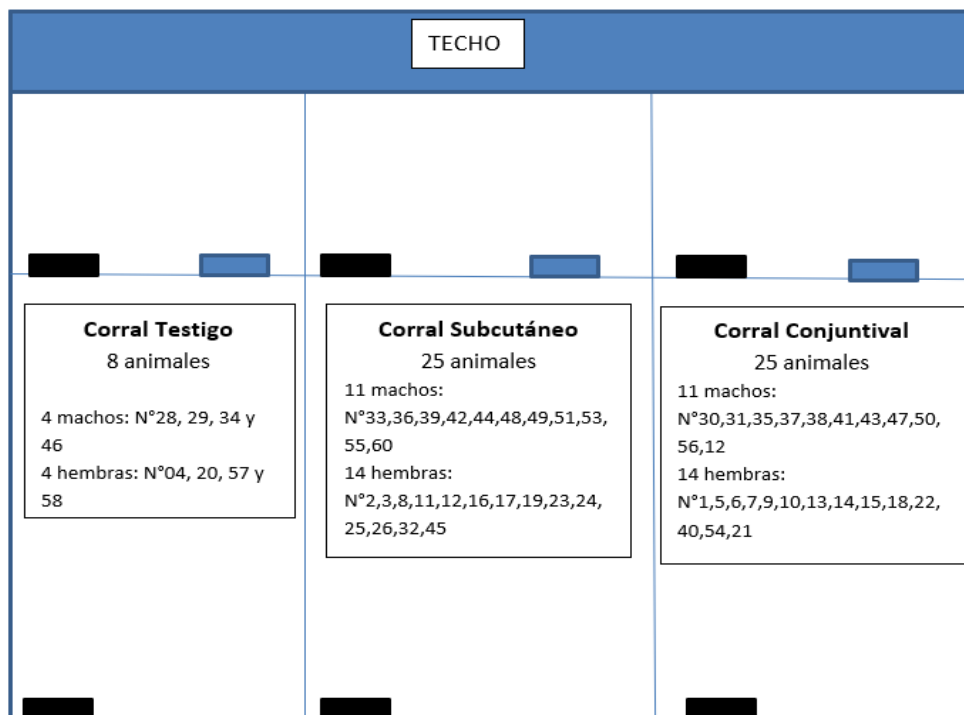 TECHO
Corral Testigo
8 animales
4 machos: N°28, 29, 34 y
46
4 hembras: N°04, 20, 57 y
58
Corral Subcutáneo
25 animales
11 machos:
N°33,36,39,42,44,48,49,51,53,
55,60
14 hembras:
N°2,3,8,11,12,16,17,19,23,24,
25,26,32,45
Corral Conjuntival
25 animales
11 machos:
N°30,31,35,37,38,41,43,47,50,
56,12
14 hembras:
N°1,5,6,7,9,10,13,14,15,18,22,
40,54,21